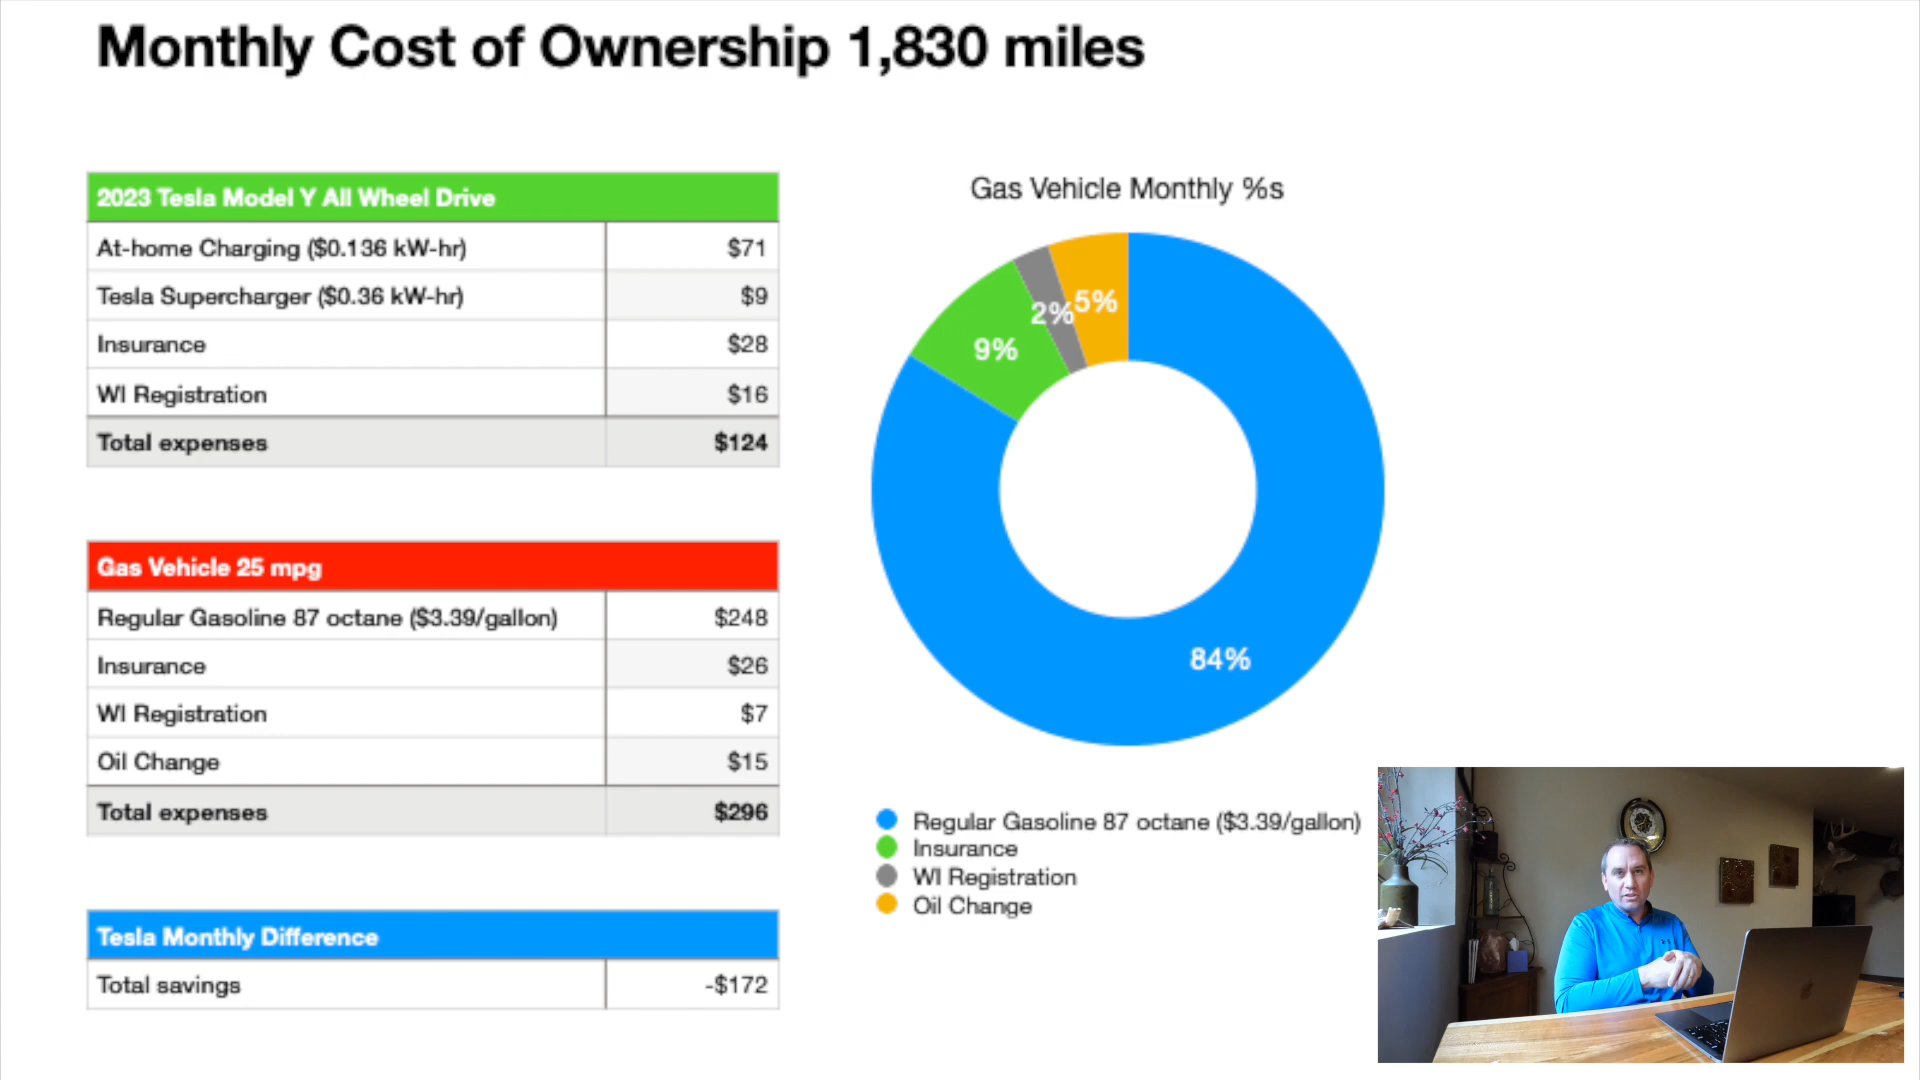 Monthly Cost of Ownership 1,830 miles
2023 Tesla Model Y All Wheel Drive
At-home Charging ($0.136 kW-hr) $71
Tesla Supercharger ($0.36 kW-hr) $9
Insurance $28
WI Registration $16
Total expenses $124
Gas Vehicle 25 mpg
Regular Gasoline 87 octane ($3.39/gallon) $248
Insurance $26
WI Registration $7
Oil Change $15
Total expenses $296
Tesla Monthly Difference
Total savings -$172
Gas Vehicle Monthly %s
5%
2%
9%
84%
Regular Gasoline 87 octane ($3.39/gallon)
Insurance
WI Registration
Oil Change